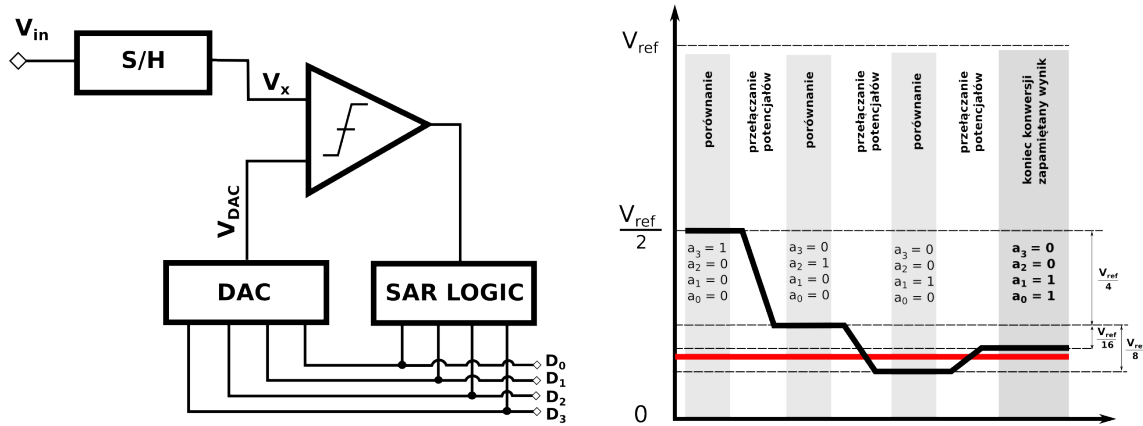 Vin
S/H
Vx
VDAC
DAC
SAR LOGIC
D0
D1
D2
D3
Vref
Vref
2
0
porównanie
przełączanie
potencjałów
porównanie
przełączanie
potencjałów
porównanie
przełączanie
potencjałów
koniec konwersji
zapamiętany wynik
a3 = 1
a2 = 0
a1 = 0
a0 = 0
a3 = 0
a2 = 1
a1 = 0
a0 = 0
a3 = 0
a2 = 0
a1 = 1
a0 = 0
a3 = 0
a2 = 0
a1 = 1
a0 = 1
Vref
4
Vref
16
Vre
8